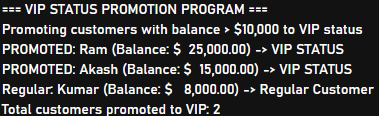 === VIP STATUS PROMOTION PROGRAM ===
Promoting customers with balance > $10,000 to VIP status
PROMOTED: Ram (Balance: $  25,000.00) -> VIP STATUS
PROMOTED: Akash (Balance: $  15,000.00) -> VIP STATUS
Regular: Kumar (Balance: $   8,000.00) -> Regular Customer
Total customers promoted to VIP: 2